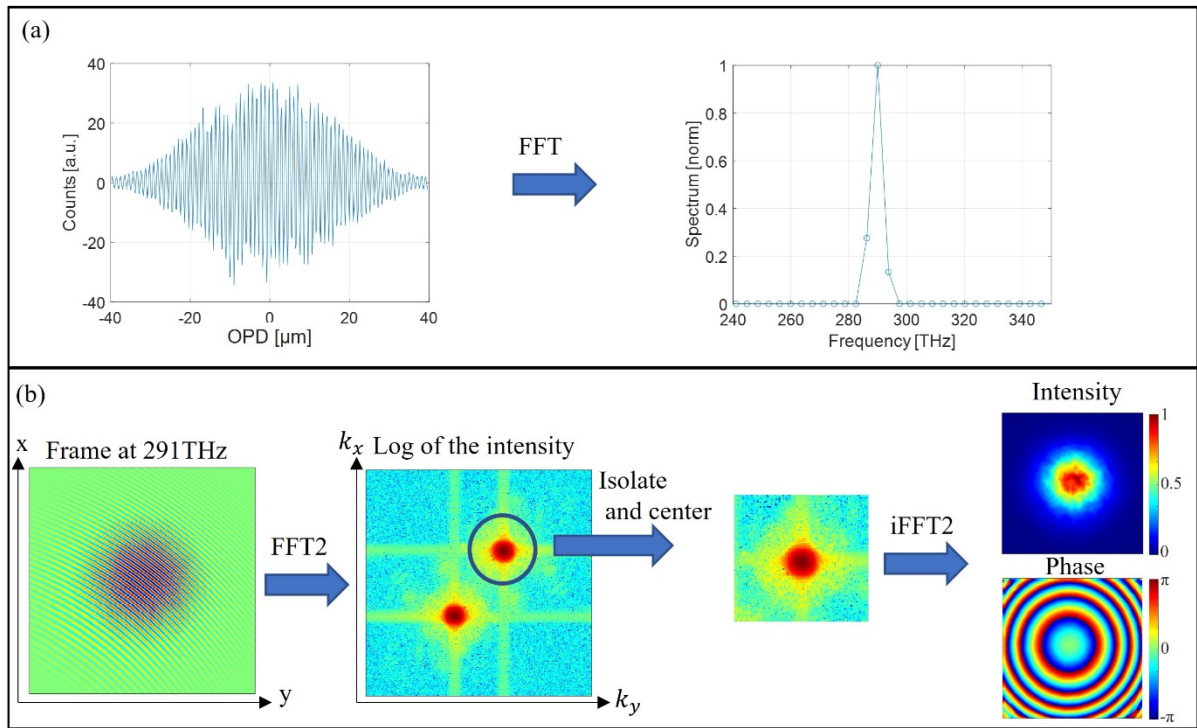 (a)
40
20
0
-20
-40
Counts [a.u.]
-40
-20
0
20
40
OPD [µm]
FFT
1
0.8
0.6
0.4
0.2
0
Spectrum [norm]
240
260
280
300
320
340
Frequency [THz]
(b)
x
Frame at 291THz
y
FFT2
kₓ
Log of the intensity
k_y
Isolate
and center
iFFT2
Intensity
1
0.5
0
Phase
π
0
-π